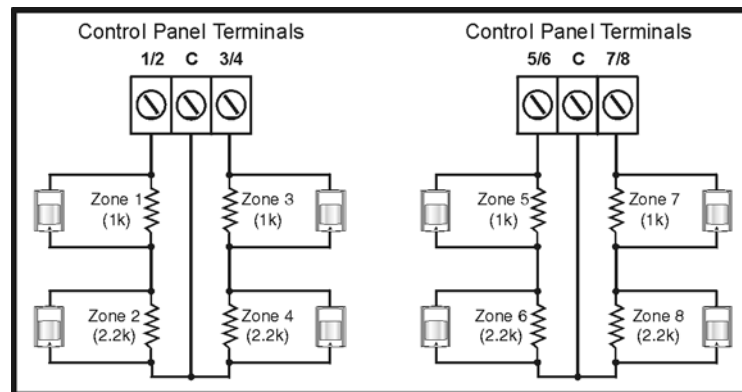 Control Panel Terminals
1/2 C 3/4
Zone 1
(1k)
Zone 3
(1k)
Zone 2
(2.2k)
Zone 4
(2.2k)
Control Panel Terminals
5/6 C 7/8
Zone 5
(1k)
Zone 7
(1k)
Zone 6
(2.2k)
Zone 8
(2.2k)